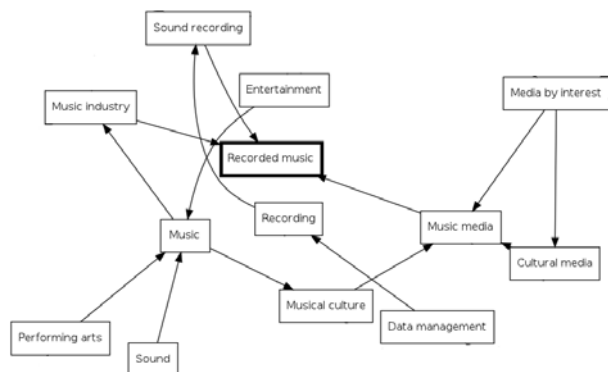 Sound recording
Entertainment
Media by interest
Music industry
Recorded music
Recording
Music media
Music
Cultural media
Musical culture
Data management
Performing arts
Sound